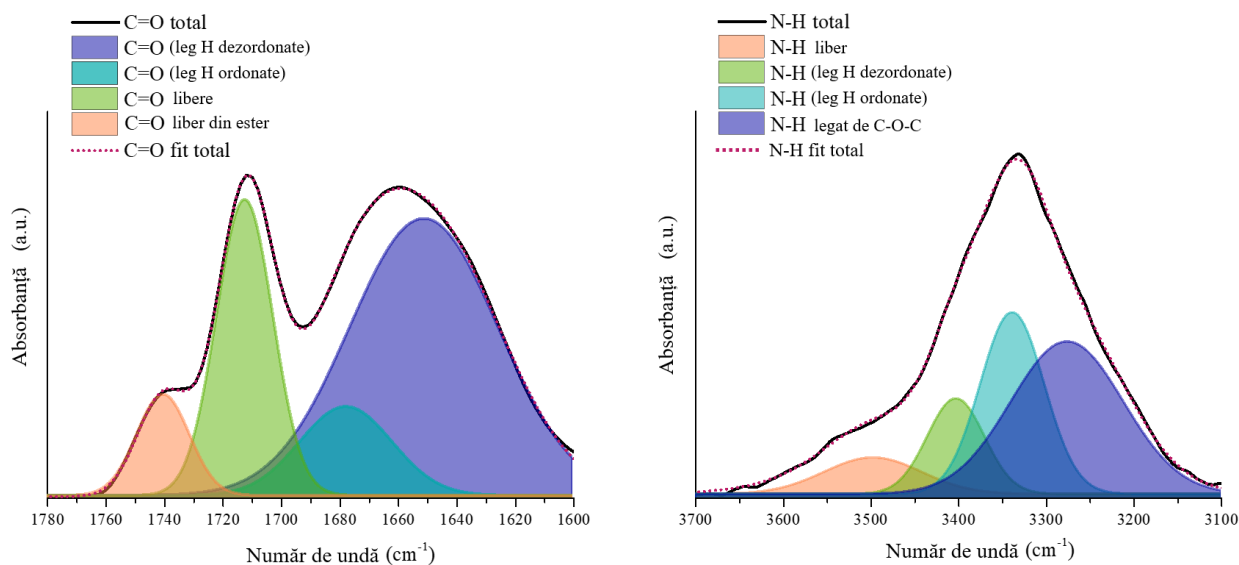 C=O total
C=O (leg H dezordonate)
C=O (leg H ordonate)
C=O libere
C=O liber din ester
C=O fit total
Absorbanță (a.u.)
1780 1760 1740 1720 1700 1680 1660 1640 1620 1600
Număr de undă (cm⁻¹)
N-H total
N-H liber
N-H (leg H dezordonate)
N-H (leg H ordonate)
N-H legat de C-O-C
N-H fit total
Absorbanță (a.u.)
3700 3600 3500 3400 3300 3200 3100
Număr de undă (cm⁻¹)